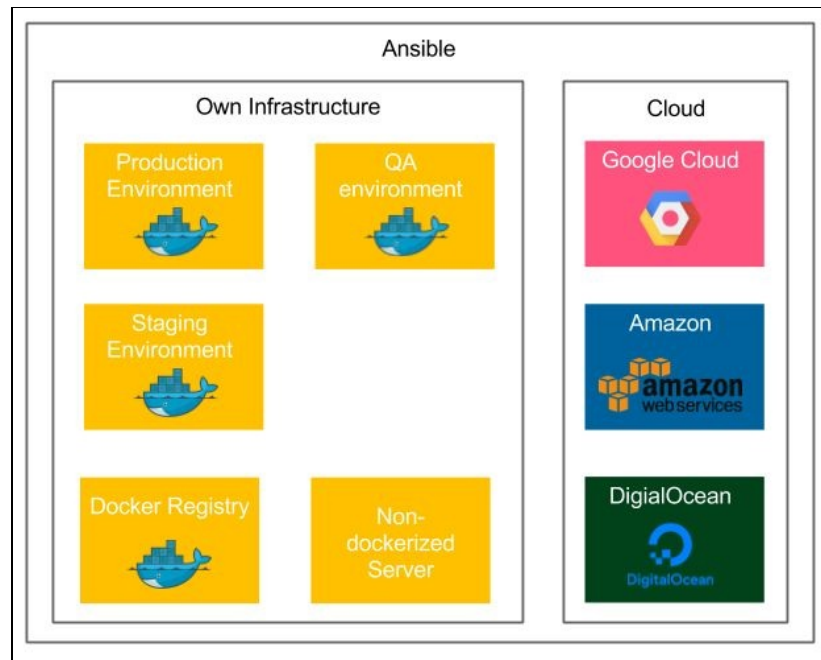 Ansible
Own Infrastructure
Production
Environment
QA
environment
Staging
Environment
Docker Registry
Non-
dockerized
Server
Cloud
Google Cloud
Amazon
amazon
webservices
DigialOcean
DigitalOcean